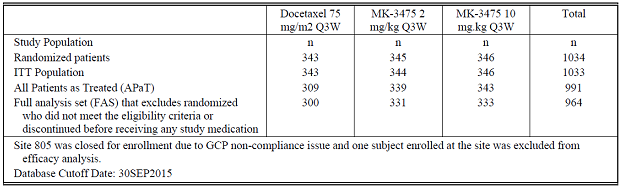 Docetaxel 75 MK-3475 2 MK-3475 10 Total
mg/m2 Q3W mg/kg Q3W mg.kg Q3W
Study Population n n n n
Randomized patients 343 345 346 1034
ITT Population 343 344 346 1033
All Patients as Treated (APaT) 309 339 343 991
Full analysis set (FAS) that excludes randomized 300 331 333 964
who did not meet the eligibility criteria or
discontinued before receiving any study medication
Site 805 was closed for enrollment due to GCP non-compliance issue and one subject enrolled at the site was excluded from
efficacy analysis.
Database Cutoff Date: 30SEP2015